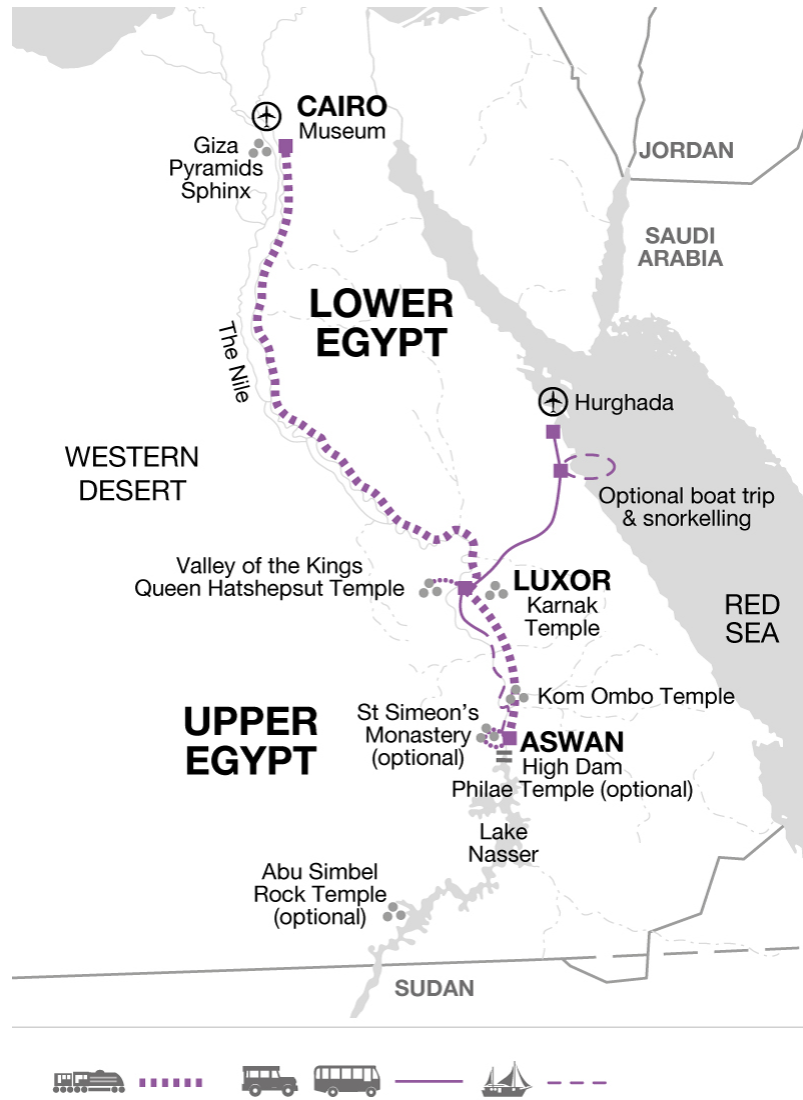 CAIRO
Museum
Giza
Pyramids
Sphinx
JORDAN
SAUDI
ARABIA
LOWER
EGYPT
The Nile
Hurghada
WESTERN
DESERT
Optional boat trip
& snorkelling
Valley of the Kings
Queen Hatshepsut Temple
LUXOR
Karnak
Temple
RED
SEA
Kom Ombo Temple
UPPER
EGYPT
St Simeon's
Monastery
(optional)
ASWAN
High Dam
Philae Temple (optional)
Lake
Nasser
Abu Simbel
Rock Temple
(optional)
SUDAN